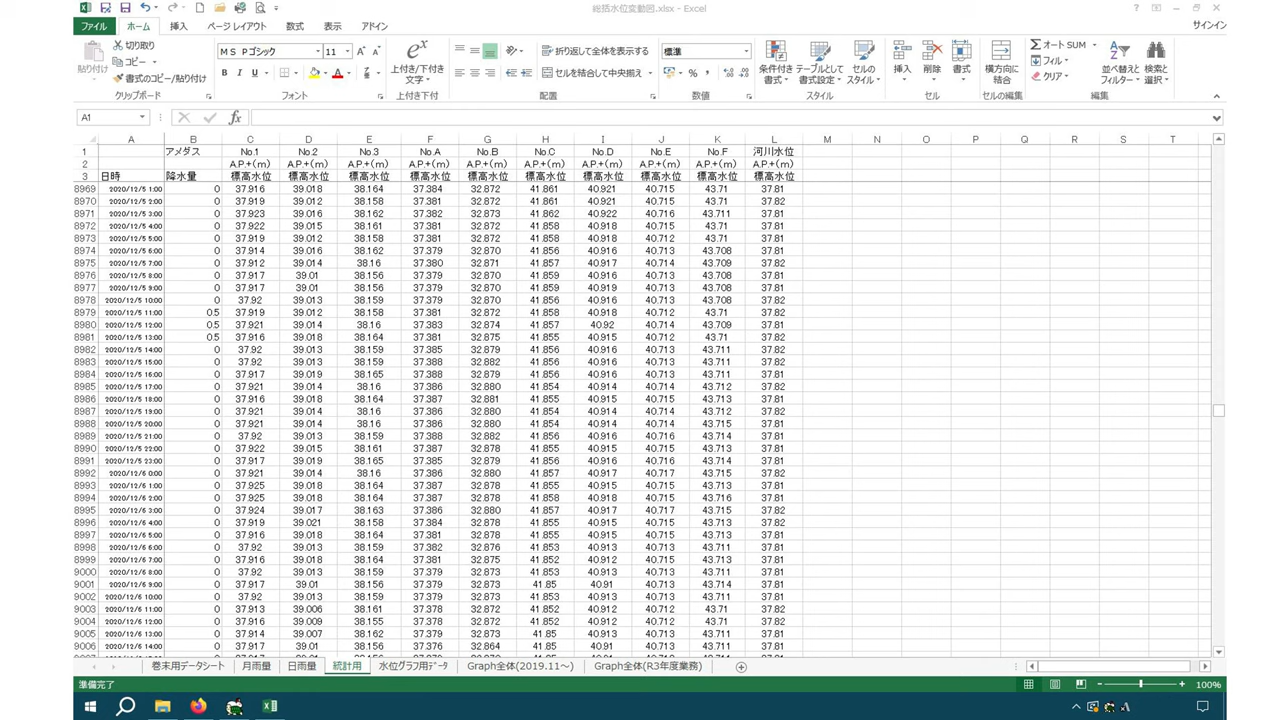 総括水位変動図.xlsx - Excel
サインイン
ファイル ホーム 挿入 ページ レイアウト 数式 表示 アドイン
切り取り
コピー
書式のコピー/貼り付け
貼り付け
クリップボード
ＭＳ Ｐゴシック 11
B I U
フォント
上付き/下付き 文字
上付き/下付
折り返して全体を表示する
セルを結合して中央揃え
配置
標準
数値
条件付き書式 テーブルとして書式設定 セルのスタイル
スタイル
挿入 削除 書式
セル
横方向に結合
セルの編集
オート SUM
フィル
クリア
並べ替えとフィルター 検索と選択
編集
A1
A B C D E F G H I J K L M N O P Q R S T
1 アメダス No.1 No.2 No.3 No.A No.B No.C No.D No.E No.F 河川水位
2 A.P.+(m) A.P.+(m) A.P.+(m) A.P.+(m) A.P.+(m) A.P.+(m) A.P.+(m) A.P.+(m) A.P.+(m) A.P.+(m)
3 日時 降水量 標高水位 標高水位 標高水位 標高水位 標高水位 標高水位 標高水位 標高水位 標高水位 標高水位
8969 2020/12/5 1:00 0 37.916 39.018 38.164 37.384 32.872 41.861 40.921 40.715 43.71 37.81
8970 2020/12/5 2:00 0 37.919 39.012 38.158 37.381 32.872 41.861 40.921 40.715 43.71 37.82
8971 2020/12/5 3:00 0 37.923 39.016 38.162 37.382 32.873 41.862 40.922 40.716 43.711 37.81
8972 2020/12/5 4:00 0 37.922 39.015 38.161 37.381 32.872 41.858 40.918 40.712 43.71 37.81
8973 2020/12/5 5:00 0 37.919 39.012 38.158 37.381 32.872 41.858 40.918 40.712 43.71 37.81
8974 2020/12/5 6:00 0 37.914 39.016 38.162 37.379 32.870 41.856 40.916 40.713 43.708 37.81
8975 2020/12/5 7:00 0 37.912 39.014 38.16 37.380 32.871 41.857 40.917 40.714 43.709 37.82
8976 2020/12/5 8:00 0 37.917 39.01 38.156 37.379 32.870 41.859 40.916 40.713 43.708 37.81
8977 2020/12/5 9:00 0 37.917 39.01 38.156 37.379 32.870 41.859 40.919 40.713 43.708 37.81
8978 2020/12/5 10:00 0 37.92 39.013 38.159 37.379 32.870 41.856 40.916 40.713 43.708 37.82
8979 2020/12/5 11:00 0.5 37.919 39.012 38.158 37.381 32.872 41.858 40.918 40.712 43.71 37.82
8980 2020/12/5 12:00 0.5 37.921 39.014 38.16 37.383 32.874 41.857 40.92 40.714 43.709 37.81
8981 2020/12/5 13:00 0.5 37.916 39.018 38.164 37.381 32.875 41.855 40.915 40.712 43.71 37.82
8982 2020/12/5 14:00 0 37.92 39.013 38.159 37.385 32.879 41.856 40.916 40.713 43.711 37.82
8983 2020/12/5 15:00 0 37.92 39.013 38.159 37.388 32.882 41.856 40.916 40.713 43.711 37.81
8984 2020/12/5 16:00 0 37.917 39.019 38.165 37.388 32.879 41.856 40.916 40.713 43.711 37.81
8985 2020/12/5 17:00 0 37.921 39.014 38.16 37.386 32.880 41.854 40.914 40.714 43.712 37.82
8986 2020/12/5 18:00 0 37.916 39.018 38.164 37.387 32.881 41.855 40.915 40.715 43.713 37.81
8987 2020/12/5 19:00 0 37.921 39.014 38.16 37.386 32.880 41.854 40.914 40.714 43.712 37.82
8988 2020/12/5 20:00 0 37.921 39.014 38.16 37.386 32.880 41.854 40.914 40.714 43.715 37.81
8989 2020/12/5 21:00 0 37.92 39.013 38.159 37.388 32.882 41.856 40.916 40.716 43.714 37.81
8990 2020/12/5 22:00 0 37.922 39.015 38.161 37.387 32.878 41.855 40.915 40.715 43.713 37.81
8991 2020/12/5 23:00 0 37.917 39.019 38.165 37.385 32.879 41.856 40.916 40.716 43.714 37.81
8992 2020/12/6 0:00 0 37.921 39.014 38.16 37.386 32.880 41.857 40.917 40.717 43.715 37.82
8993 2020/12/6 1:00 0 37.925 39.018 38.164 37.387 32.878 41.855 40.915 40.715 43.713 37.81
8994 2020/12/6 2:00 0 37.925 39.018 38.164 37.387 32.878 41.858 40.915 40.715 43.716 37.81
8995 2020/12/6 3:00 0 37.924 39.017 38.163 37.386 32.880 41.857 40.917 40.717 43.715 37.82
8996 2020/12/6 4:00 0 37.919 39.021 38.158 37.384 32.878 41.855 40.915 40.715 43.713 37.82
8997 2020/12/6 5:00 0 37.916 39.018 38.164 37.381 32.878 41.855 40.915 40.715 43.713 37.81
8998 2020/12/6 6:00 0 37.92 39.013 38.159 37.382 32.876 41.853 40.913 40.713 43.711 37.81
8999 2020/12/6 7:00 0 37.916 39.018 38.164 37.381 32.875 41.852 40.912 40.715 43.713 37.81
9000 2020/12/6 8:00 0 37.92 39.013 38.159 37.379 32.873 41.853 40.913 40.713 43.711 37.81
9001 2020/12/6 9:00 0 37.917 39.01 38.156 37.379 32.873 41.85 40.91 40.713 43.714 37.81
9002 2020/12/6 10:00 0 37.92 39.013 38.159 37.379 32.873 41.853 40.913 40.713 43.711 37.81
9003 2020/12/6 11:00 0 37.913 39.006 38.161 37.378 32.872 41.852 40.912 40.712 43.71 37.81
9004 2020/12/6 12:00 0 37.916 39.009 38.155 37.378 32.872 41.852 40.912 40.712 43.71 37.82
9005 2020/12/6 13:00 0 37.914 39.007 38.162 37.379 32.873 41.85 40.913 40.713 43.711 37.81
9006 2020/12/6 14:00 0 37.917 39.01 38.156 37.376 32.864 41.85 40.91 40.713 43.711 37.81
巻末用データシート 月雨量 日雨量 統計用 水位グラフ用データ Graph全体(2019.11～) Graph全体(R3年度業務)
準備完了 100%